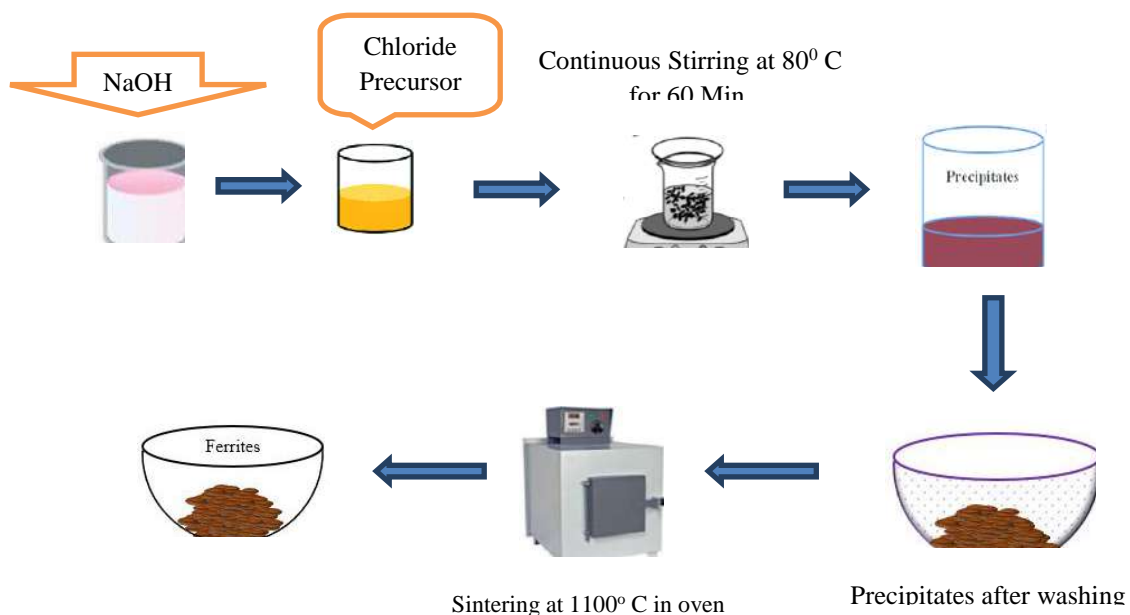 NaOH
Chloride
Precursor
Continuous Stirring at 80⁰ C
for 60 Min
Precipitates
Ferrites
Sintering at 1100ᵒ C in oven
Precipitates after washing